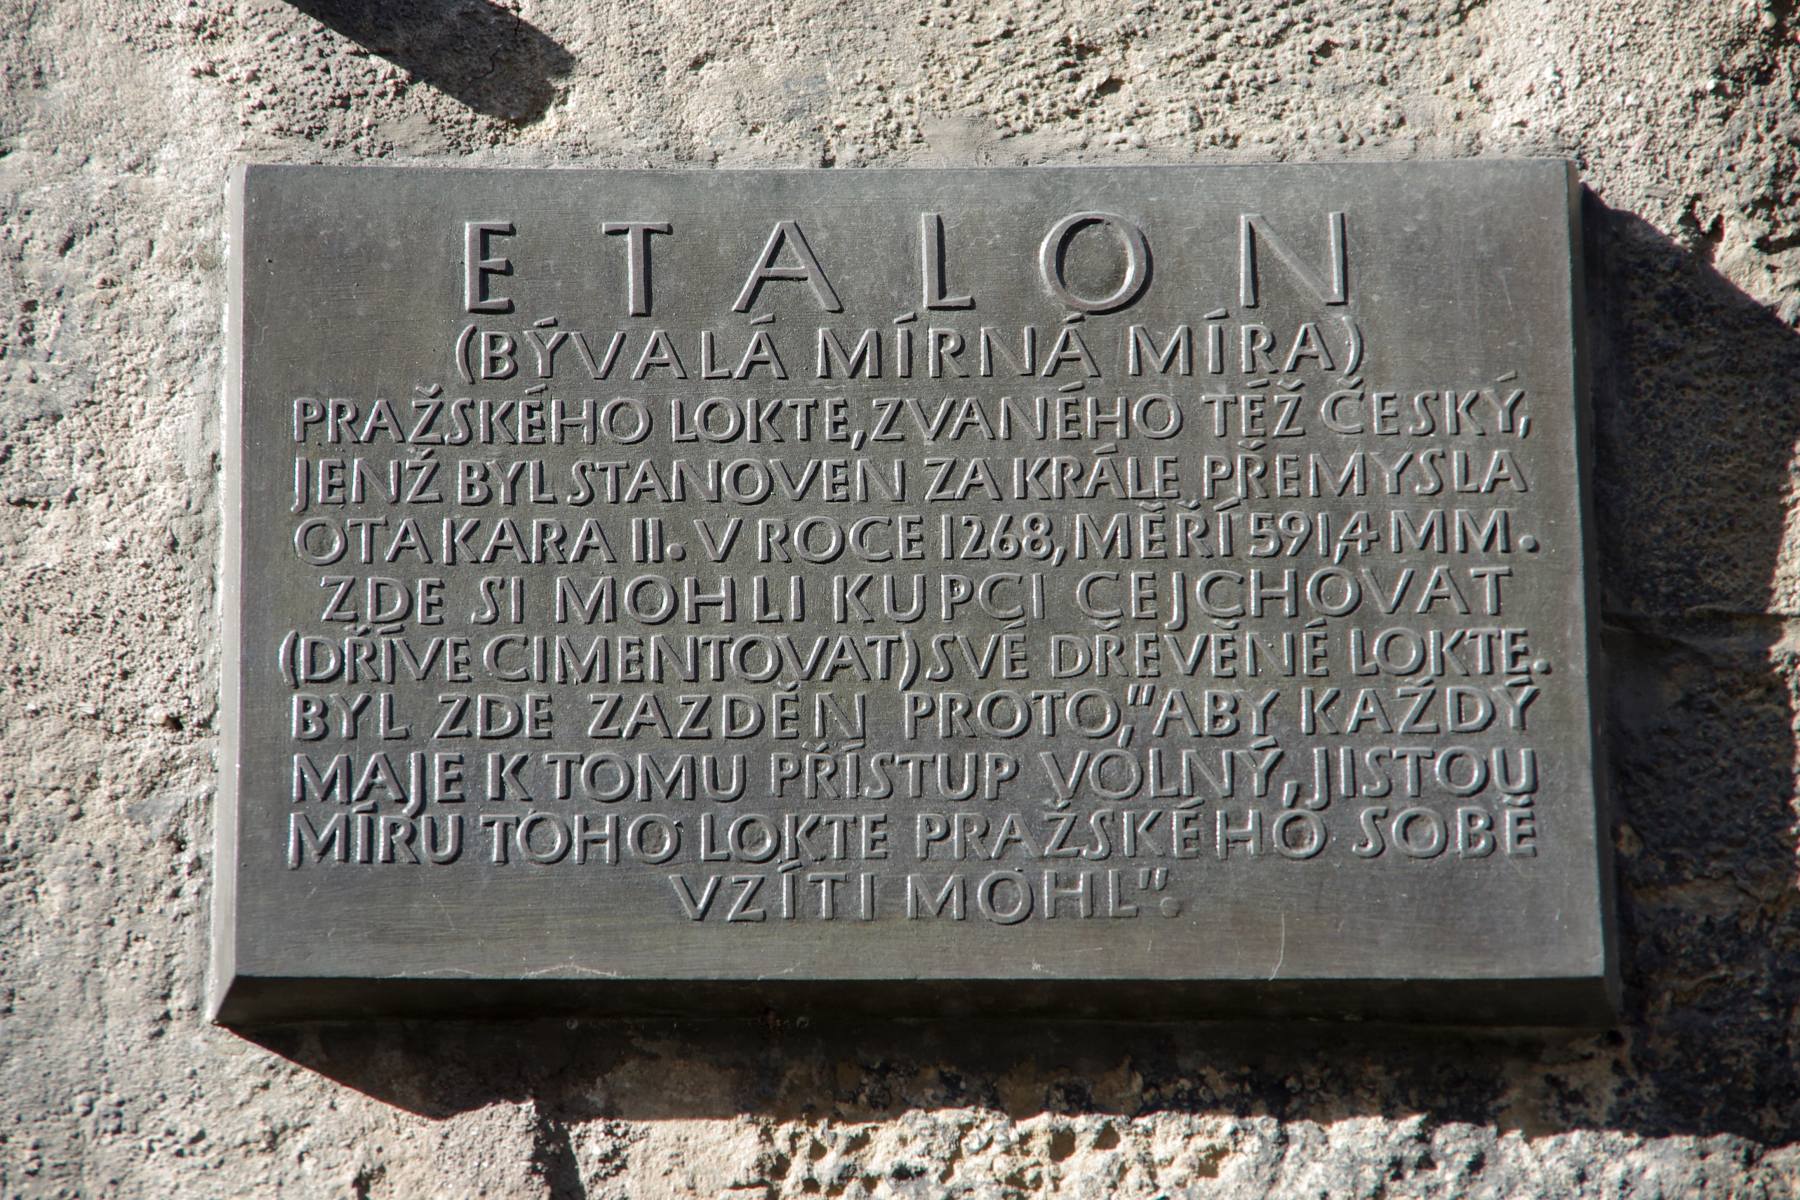 ETALON
(BÝVALÁ MÍRNÁ MÍRA)
PRAŽSKÉHO LOKTE, ZVANÉHO TÉŽ ČESKÝ,
JENŽ BYL STANOVEN ZA KRÁLE PŘEMYSLA
OTAKARA II. V ROCE 1268, MĚŘÍ 591,4 MM.
ZDE SI MOHLI KUPCI CEJCHOVAT
(DŘÍVE CIMENTOVAT) SVÉ DŘEVĚNÉ LOKTE.
BYL ZDE ZAZDĚN PROTO, "ABY KAŽDÝ
MAJE K TOMU PŘÍSTUP VOLNÝ, JISTOU
MÍRU TOHO LOKTE PRAŽSKÉHO SOBĚ
VZÍTI MOHL".